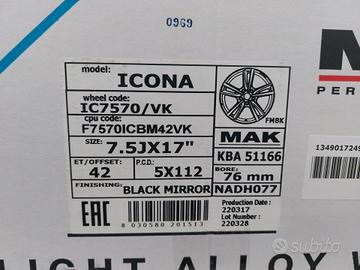 0969
model:
ICONA
wheel code:
IC7570/VK
cpu code:
F7570ICBM42VK
FMBK
SIZE:
7.5JX17"
MAK
KBA 51166
ET/OFFSET:
42
P.C.D.
5X112
BORE:
76 mm
FINISHING:
BLACK MIRROR
NADH077
EAC
8 030580 201513
Production Date :
220317
Lot Number :
220328
M
PER
134901724
LIGHT ALLOY W
subito